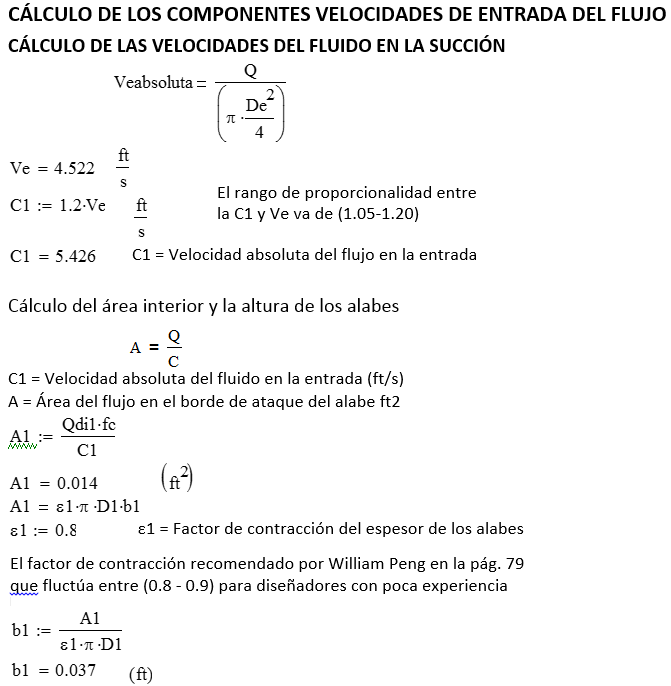 CÁLCULO DE LOS COMPONENTES VELOCIDADES DE ENTRADA DEL FLUJO
CÁLCULO DE LAS VELOCIDADES DEL FLUIDO EN LA SUCCIÓN
Veabsoluta = Q / (π · De^2 / 4)
Ve = 4.522 ft/s
C1 := 1.2·Ve ft/s
El rango de proporcionalidad entre
la C1 y Ve va de (1.05-1.20)
C1 = 5.426 C1 = Velocidad absoluta del flujo en la entrada
Cálculo del área interior y la altura de los alabes
A = Q / C
C1 = Velocidad absoluta del fluido en la entrada (ft/s)
A = Área del flujo en el borde de ataque del alabe ft2
A1 := Qdi1·fc / C1
A1 = 0.014 (ft^2)
A1 = ε1·π ·D1·b1
ε1 := 0.8 ε1 = Factor de contracción del espesor de los alabes
El factor de contracción recomendado por William Peng en la pág. 79
que fluctúa entre (0.8 - 0.9) para diseñadores con poca experiencia
b1 := A1 / ε1·π ·D1
b1 = 0.037 (ft)